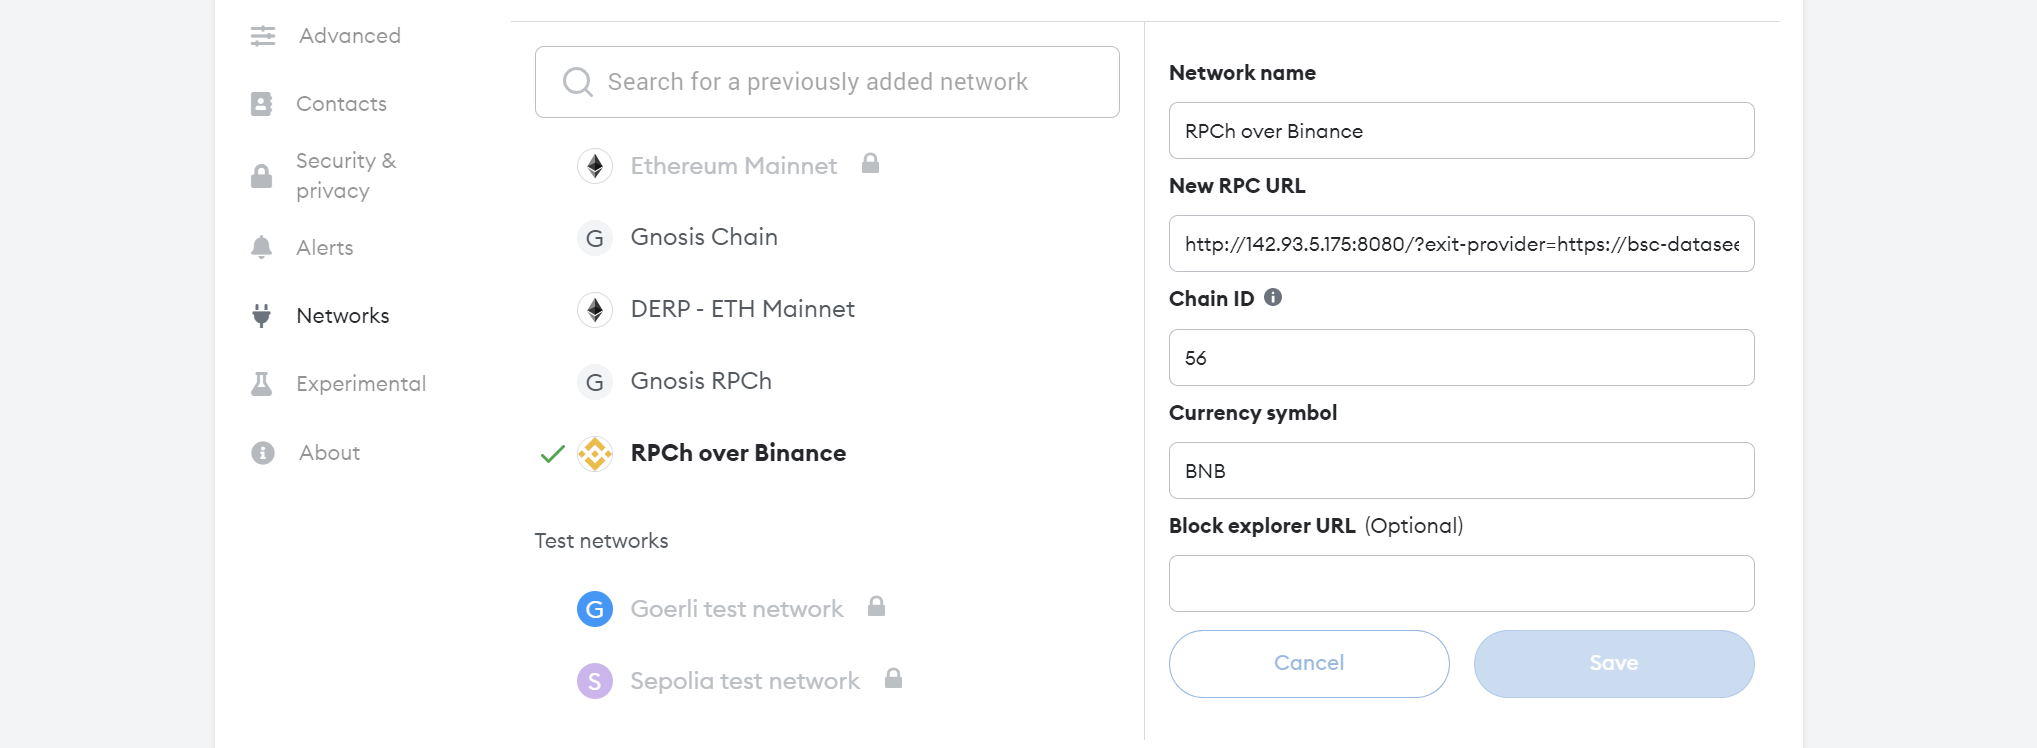 Advanced
Contacts
Security &
privacy
Alerts
Networks
Experimental
About
Search for a previously added network
Ethereum Mainnet
G Gnosis Chain
DERP - ETH Mainnet
G Gnosis RPCh
RPCh over Binance
Test networks
G Goerli test network
S Sepolia test network
Network name
RPCh over Binance
New RPC URL
http://142.93.5.175:8080/?exit-provider=https://bsc-datasee
Chain ID
56
Currency symbol
BNB
Block explorer URL (Optional)
Cancel Save